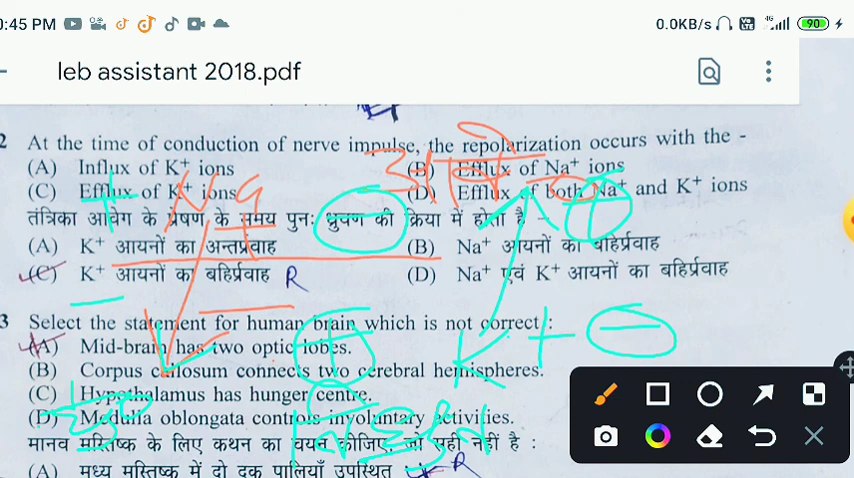 0:45 PM 0.0KB/s 4G 90
leb assistant 2018.pdf
2 At the time of conduction of nerve impulse, the repolarization occurs with the -
(A) Influx of K+ ions (B) Efflux of Na+ ions
(C) Efflux of K+ ions (D) Efflux of both Na+ and K+ ions
तंत्रिका आवेग के प्रेषण के समय पुनः ध्रुवण की क्रिया में होता है -
(A) K+ आयनों का अन्तर्प्रवाह (B) Na+ आयनों का बहिर्प्रवाह
(C) K+ आयनों का बहिर्प्रवाह R (D) Na+ एवं K+ आयनों का बहिर्प्रवाह
3 Select the statement for human brain which is not correct :
(A) Mid-brain has two optic lobes.
(B) Corpus callosum connects two cerebral hemispheres.
(C) Hypothalamus has hunger centre.
(D) Medulla oblongata controls involuntary activities.
मानव मस्तिष्क के लिए कथन का चयन कीजिए, जो सही नहीं है :
(A) मध्य मस्तिष्क में दो दृक पालियाँ उपस्थित R